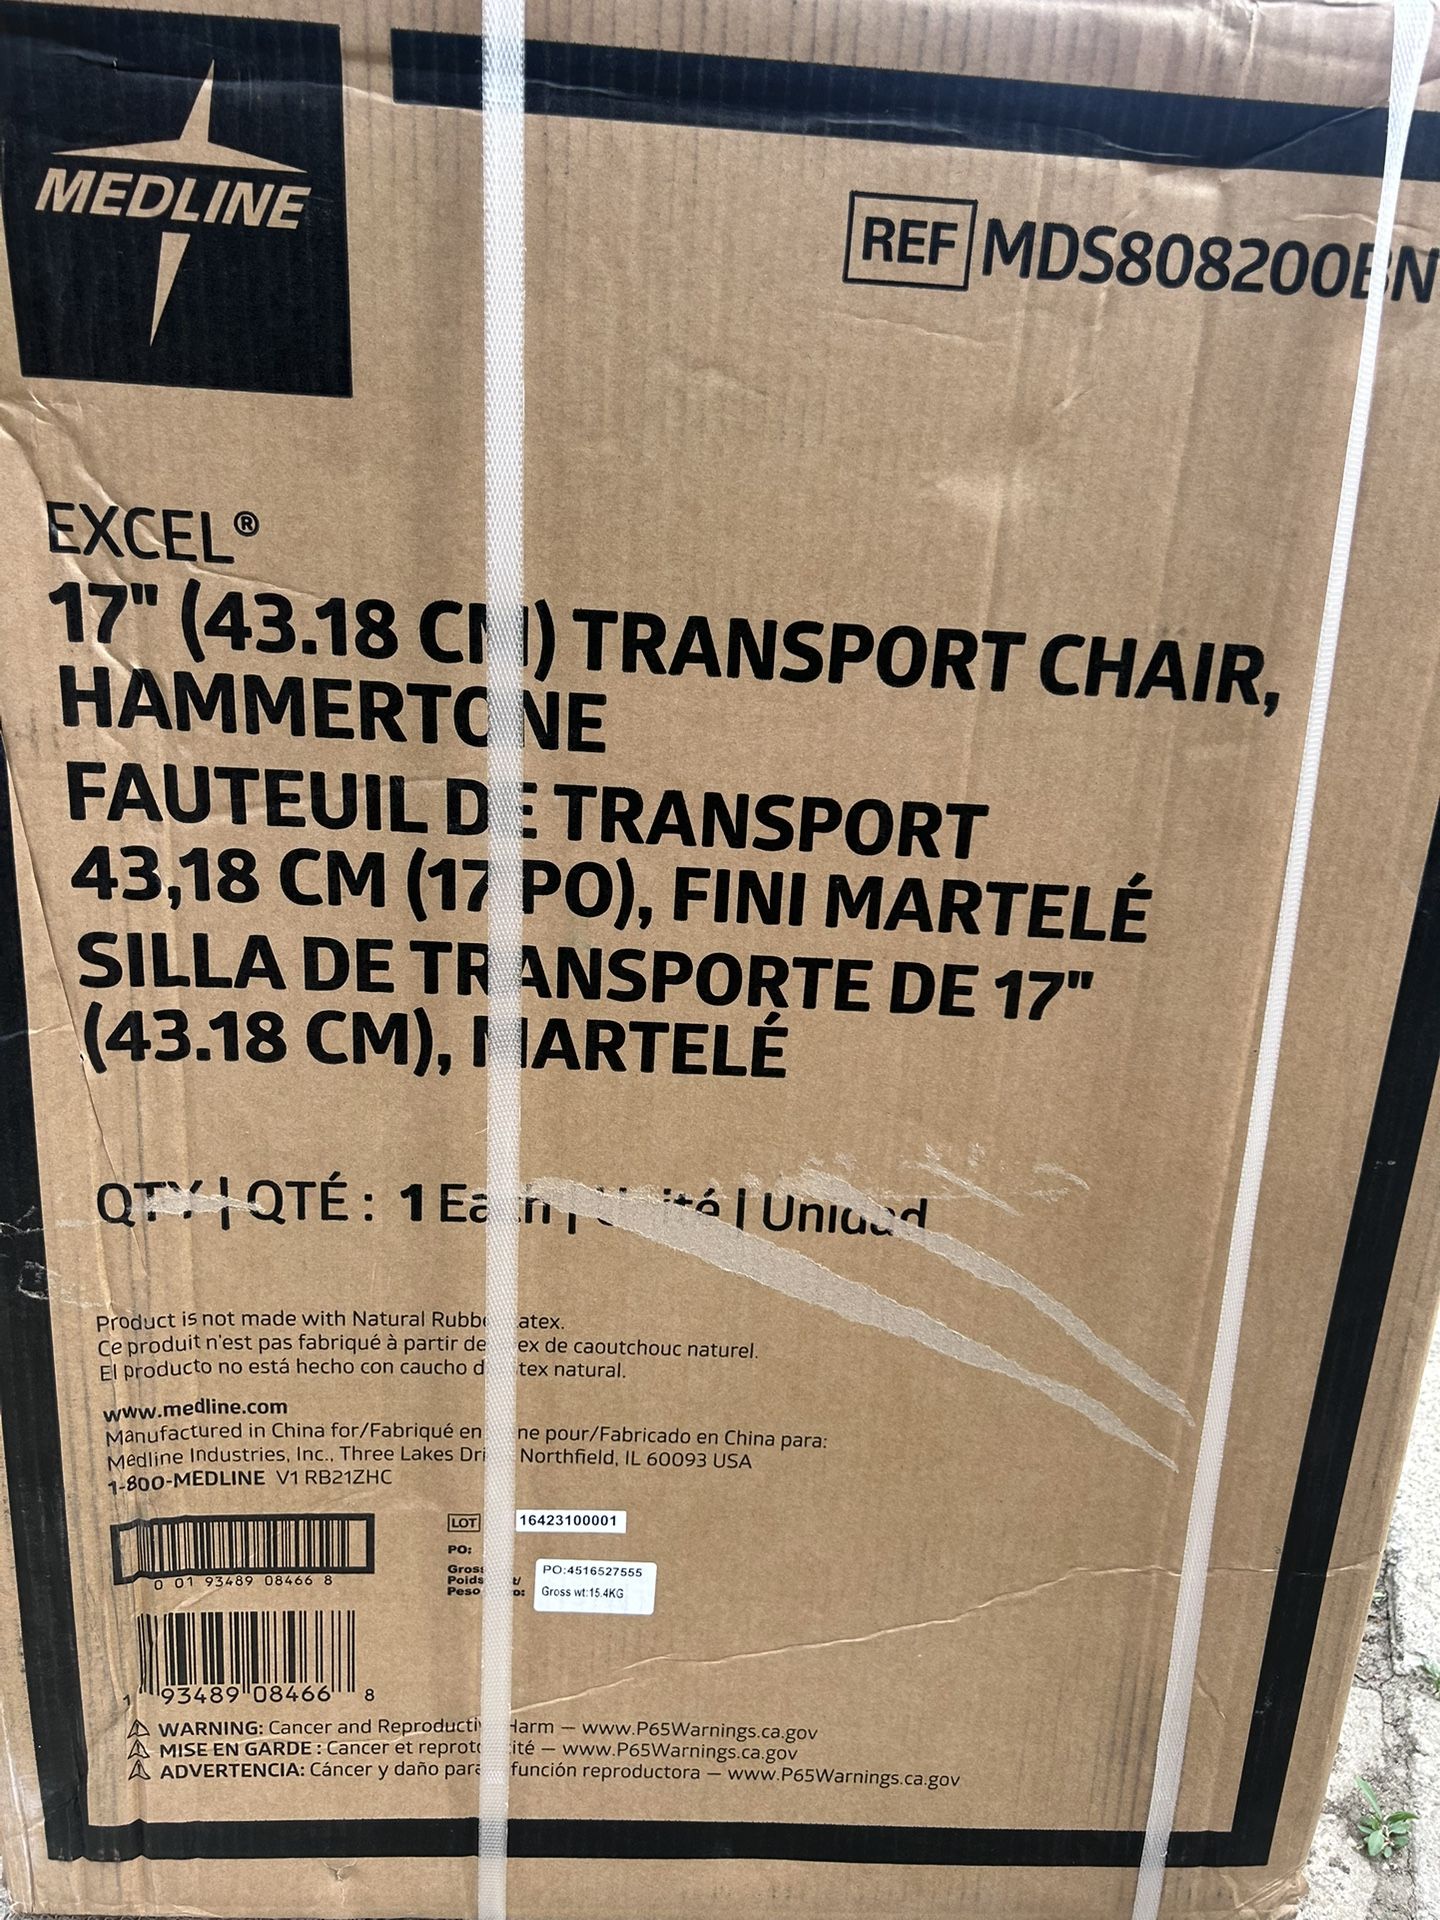 MEDLINE
REF MDS808200BN
EXCEL®
17" (43.18 CM) TRANSPORT CHAIR,
HAMMERTONE
FAUTEUIL DE TRANSPORT
43,18 CM (17 PO), FINI MARTELÉ
SILLA DE TRANSPORTE DE 17"
(43.18 CM), MARTELÉ
QTY | QTÉ : 1 Each | Unité | Unidad
Product is not made with Natural Rubber Latex.
Ce produit n'est pas fabriqué à partir de latex de caoutchouc naturel.
El producto no está hecho con caucho de látex natural.
www.medline.com
Manufactured in China for/Fabriqué en Chine pour/Fabricado en China para:
Medline Industries, Inc., Three Lakes Drive, Northfield, IL 60093 USA
1-800-MEDLINE V1 RB21ZHC
LOT 16423100001
0 01 93489 08466 8
PO:
PO:4516527555
Gross
Poids
Peso
Gross wt:15.4KG
1 93489 08466 8
WARNING: Cancer and Reproductive Harm – www.P65Warnings.ca.gov
MISE EN GARDE : Cancer et reprotoxicité – www.P65Warnings.ca.gov
ADVERTENCIA: Cáncer y daño para la función reproductora – www.P65Warnings.ca.gov